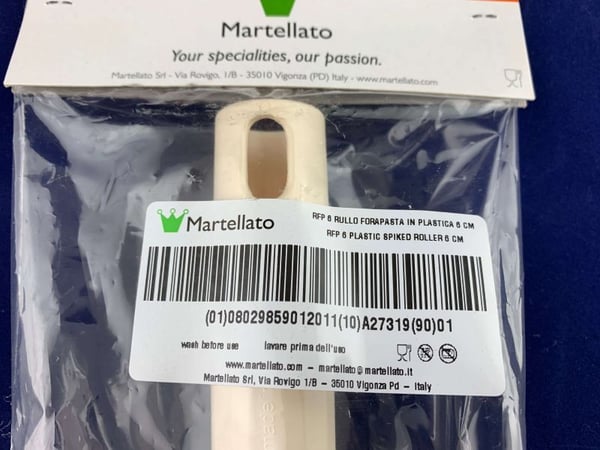 Martellato
Your specialities, our passion.
Martellato Srl - Via Rovigo, 1/B - 35010 Vigonza (PD) Italy - www.martellato.com
Martellato
RFP 6 RULLO FORAPASTA IN PLASTICA 6 CM
RFP 6 PLASTIC SPIKED ROLLER 6 CM
(01)08029859012011(10)A27319(90)01
wash before use lavare prima dell'uso
www.martellato.com – martellato@martellato.it
Martellato Srl, Via Rovigo 1/B – 35010 Vigonza Pd – Italy